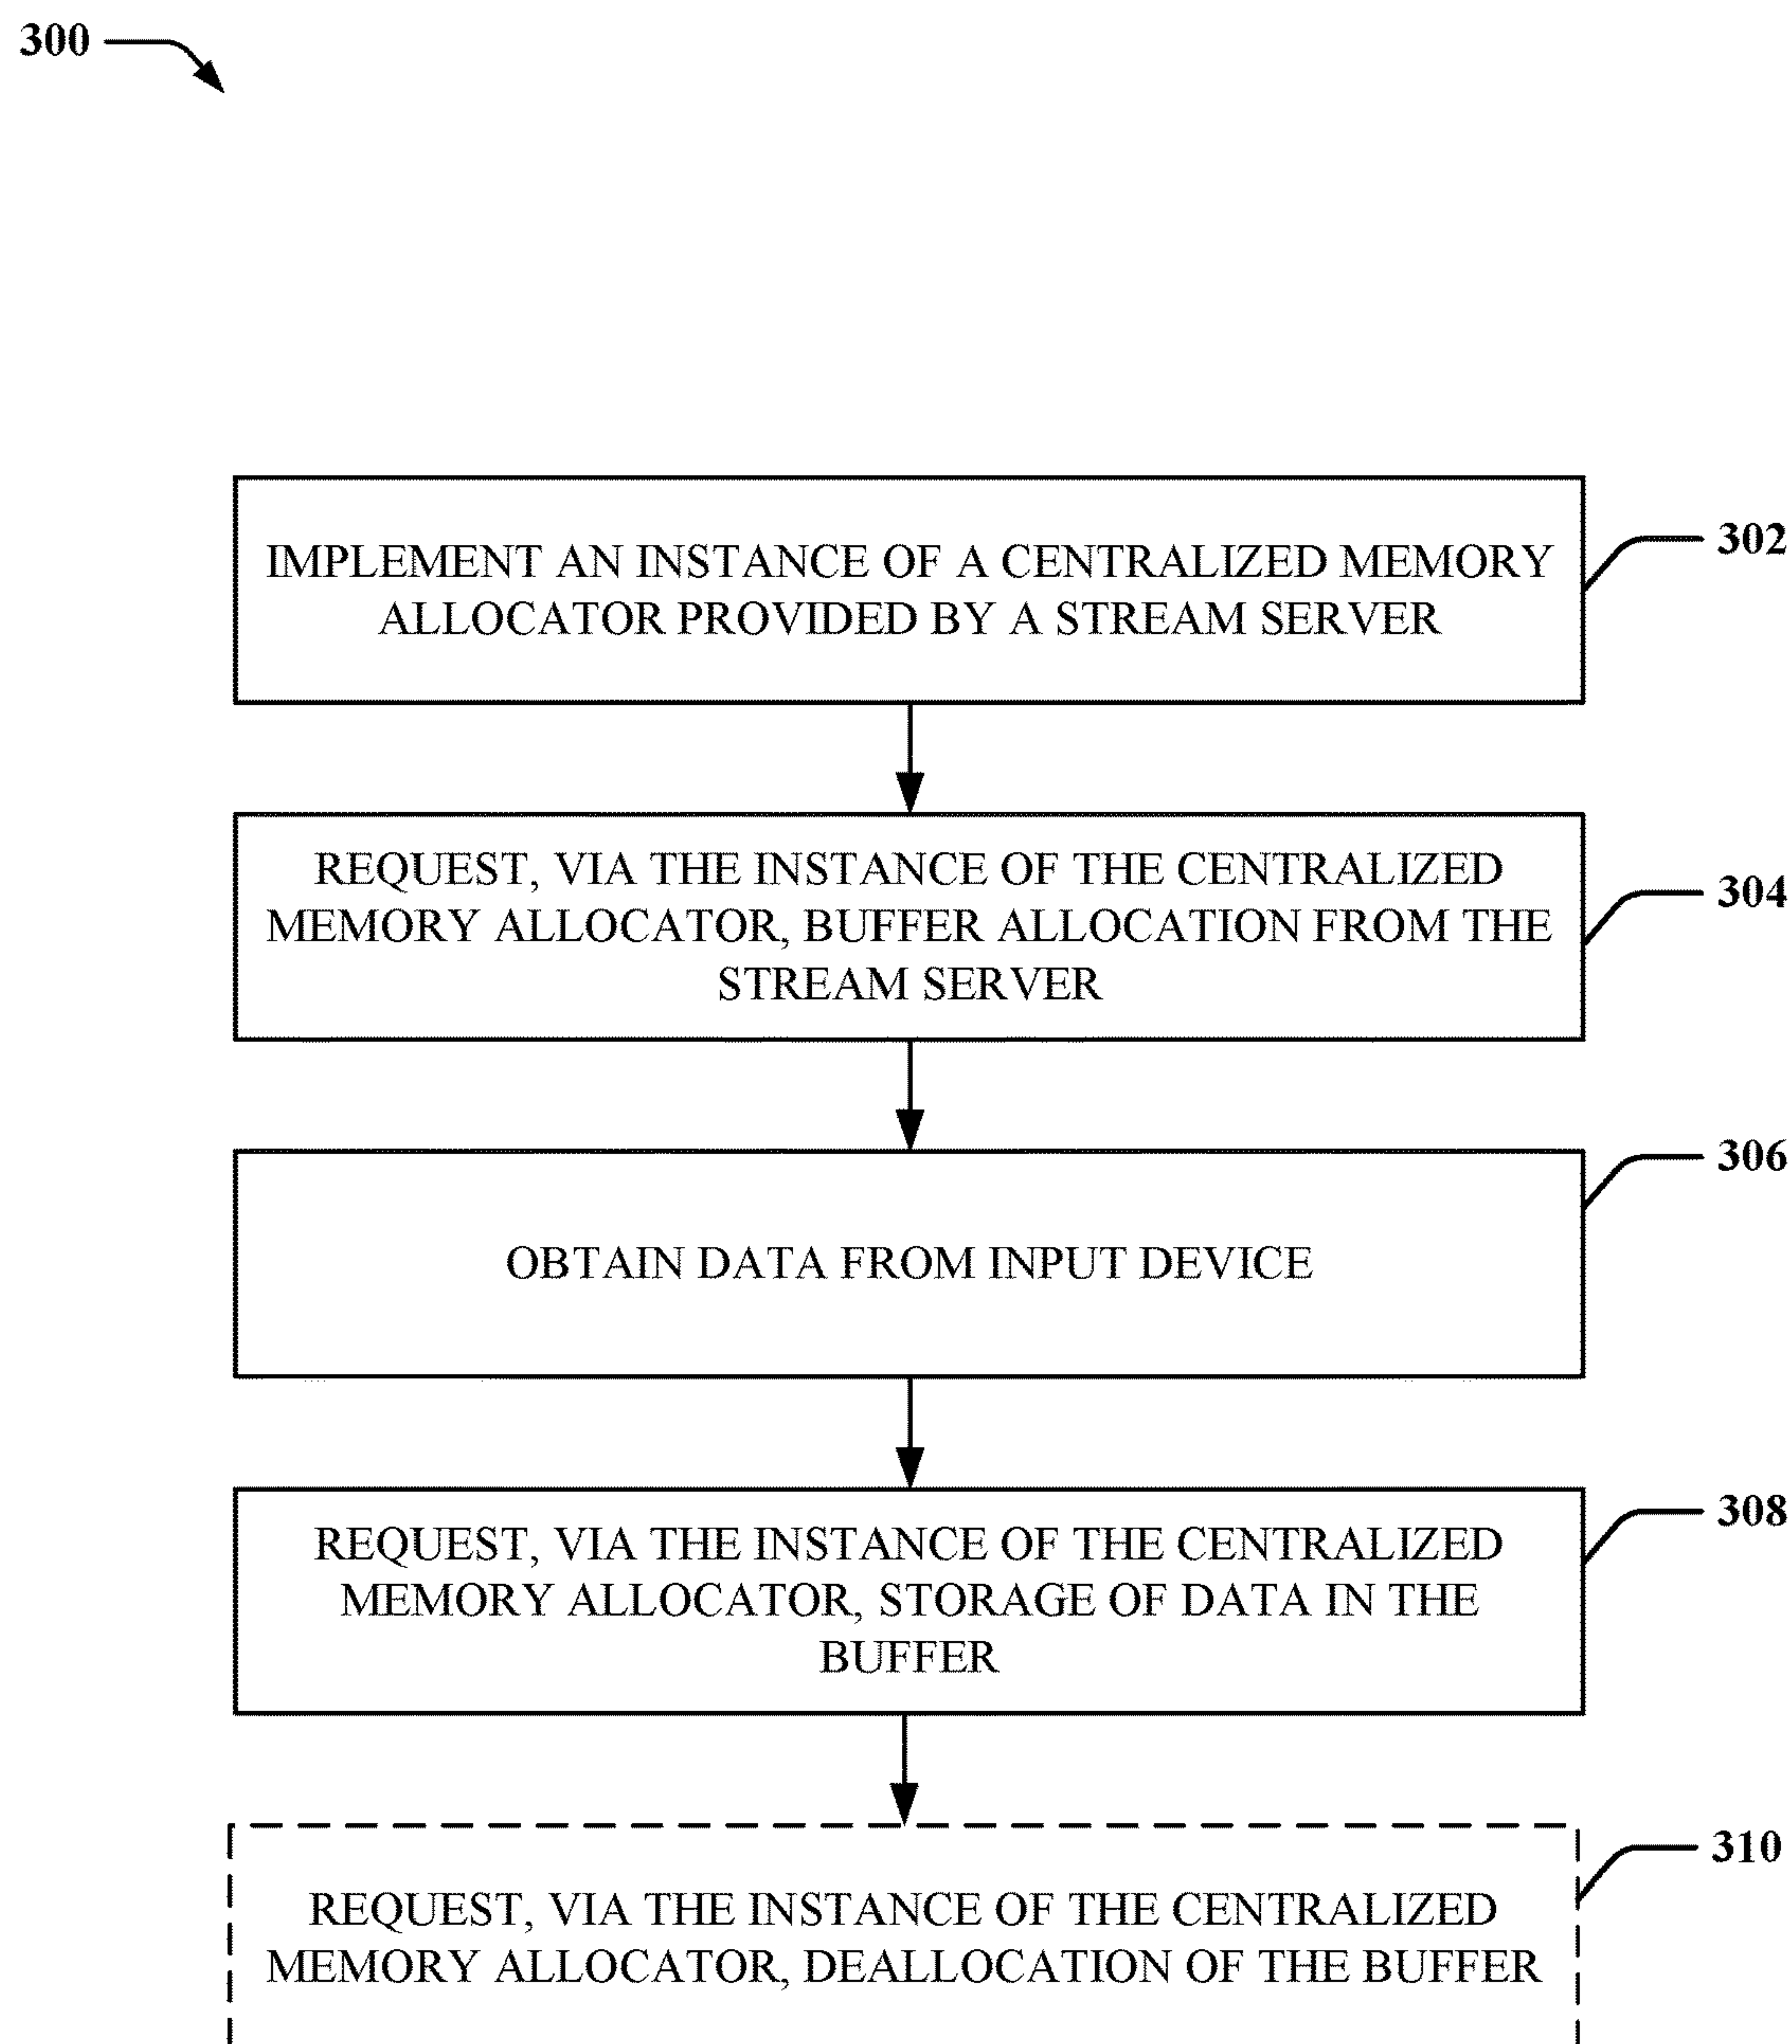 300
IMPLEMENT AN INSTANCE OF A CENTRALIZED MEMORY
ALLOCATOR PROVIDED BY A STREAM SERVER
302
REQUEST, VIA THE INSTANCE OF THE CENTRALIZED
MEMORY ALLOCATOR, BUFFER ALLOCATION FROM THE
STREAM SERVER
304
OBTAIN DATA FROM INPUT DEVICE
306
REQUEST, VIA THE INSTANCE OF THE CENTRALIZED
MEMORY ALLOCATOR, STORAGE OF DATA IN THE
BUFFER
308
REQUEST, VIA THE INSTANCE OF THE CENTRALIZED
MEMORY ALLOCATOR, DEALLOCATION OF THE BUFFER
310